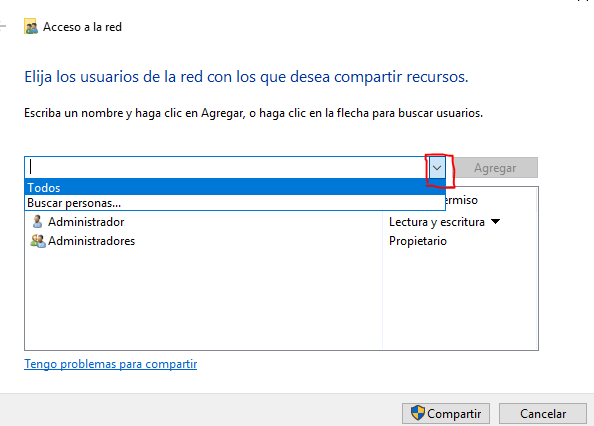 Acceso a la red
Elija los usuarios de la red con los que desea compartir recursos.
Escriba un nombre y haga clic en Agregar, o haga clic en la flecha para buscar usuarios.
Agregar
Todos
Buscar personas...
Administrador Lectura y escritura
Administradores Propietario
Tengo problemas para compartir
Compartir Cancelar